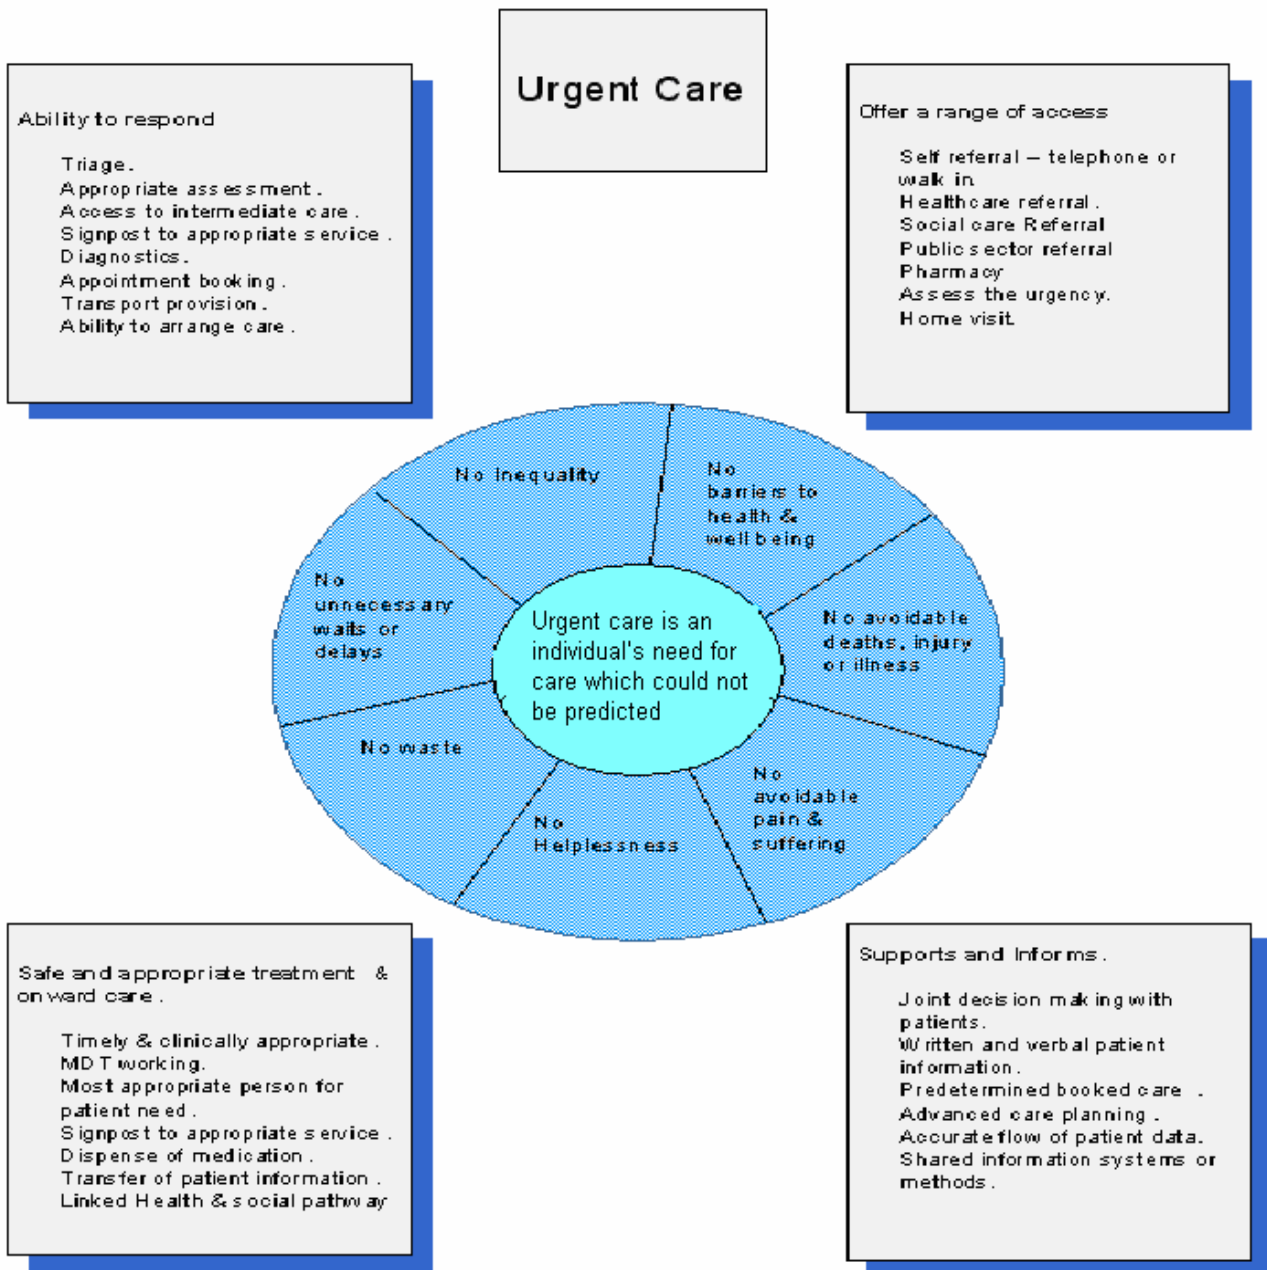 Urgent Care
Ability to respond
Triage.
Appropriate assessment.
Access to intermediate care.
Signpost to appropriate service.
Diagnostics.
Appointment booking.
Transport provision.
Ability to arrange care.
Offer a range of access
Self referral – telephone or
walk in.
Healthcare referral.
Social care Referral
Public sector referral
Pharmacy
Assess the urgency.
Home visit.
No Inequality
No
barriers to
health &
well being
No
unnecessary
waits or
delays
No avoidable
deaths, injury
or illness
Urgent care is an
individual's need for
care which could not
be predicted
No waste
No
Helplessness
No
avoidable
pain &
suffering
Safe and appropriate treatment &
onward care.
Timely & clinically appropriate.
MDT working.
Most appropriate person for
patient need.
Signpost to appropriate service.
Dispense of medication.
Transfer of patient information.
Linked Health & social pathway
Supports and Informs.
Joint decision making with
patients.
Written and verbal patient
information.
Predetermined booked care .
Advanced care planning.
Accurate flow of patient data.
Shared information systems or
methods.